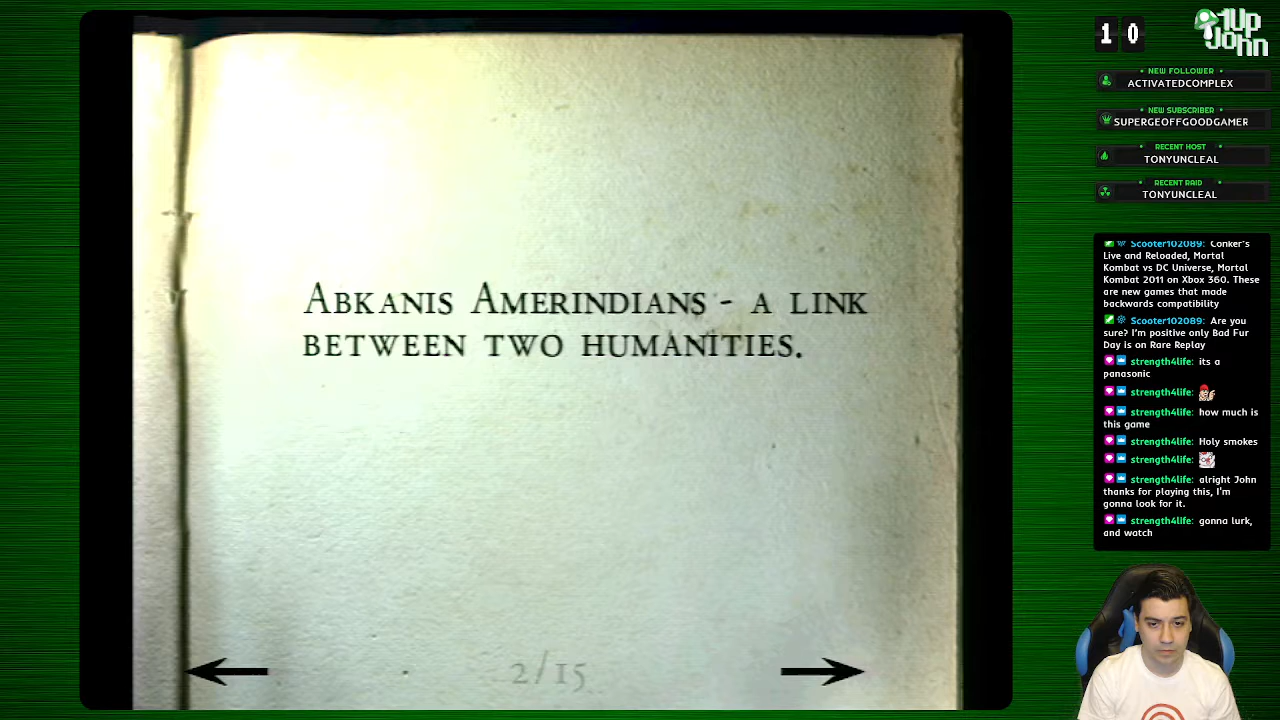 ABKANIS AMERINDIANS - A LINK
BETWEEN TWO HUMANITIES.
2/15
1 0
1Up
John
NEW FOLLOWER
ACTIVATEDCOMPLEX
NEW SUBSCRIBER
SUPERGEOFFGOODGAMER
RECENT HOST
TONYUNCLEAL
RECENT RAID
TONYUNCLEAL
Scooter102089: Conker's
Live and Reloaded, Mortal
Kombat vs DC Universe, Mortal
Kombat 2011 on Xbox 360. These
are new games that made
backwards compatibility
Scooter102089: Are you
sure? I'm positive only Bad Fur
Day is on Rare Replay
strength4life: its a
panasonic
strength4life:
strength4life: how much is
this game
strength4life: Holy smokes
strength4life:
strength4life: alright John
thanks for playing this, I'm
gonna look for it.
strength4life: gonna lurk,
and watch